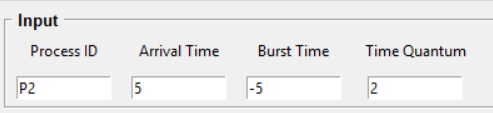 Input
Process ID Arrival Time Burst Time Time Quantum
P2 5 -5 2